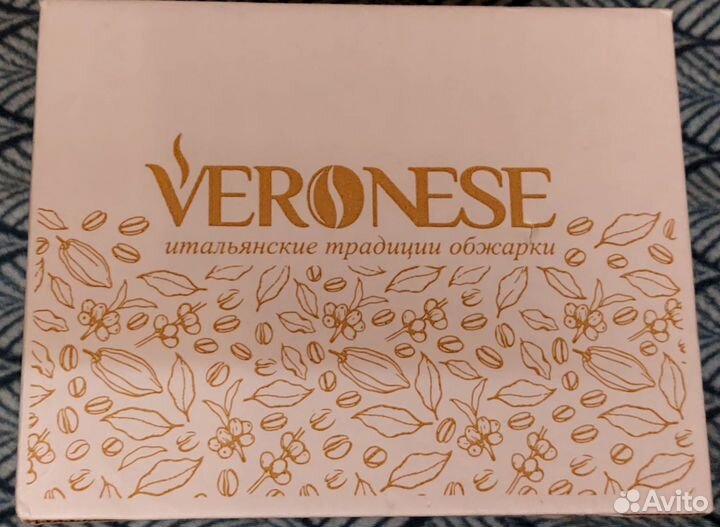 VERONESE
итальянские традиции обжарки
Avito